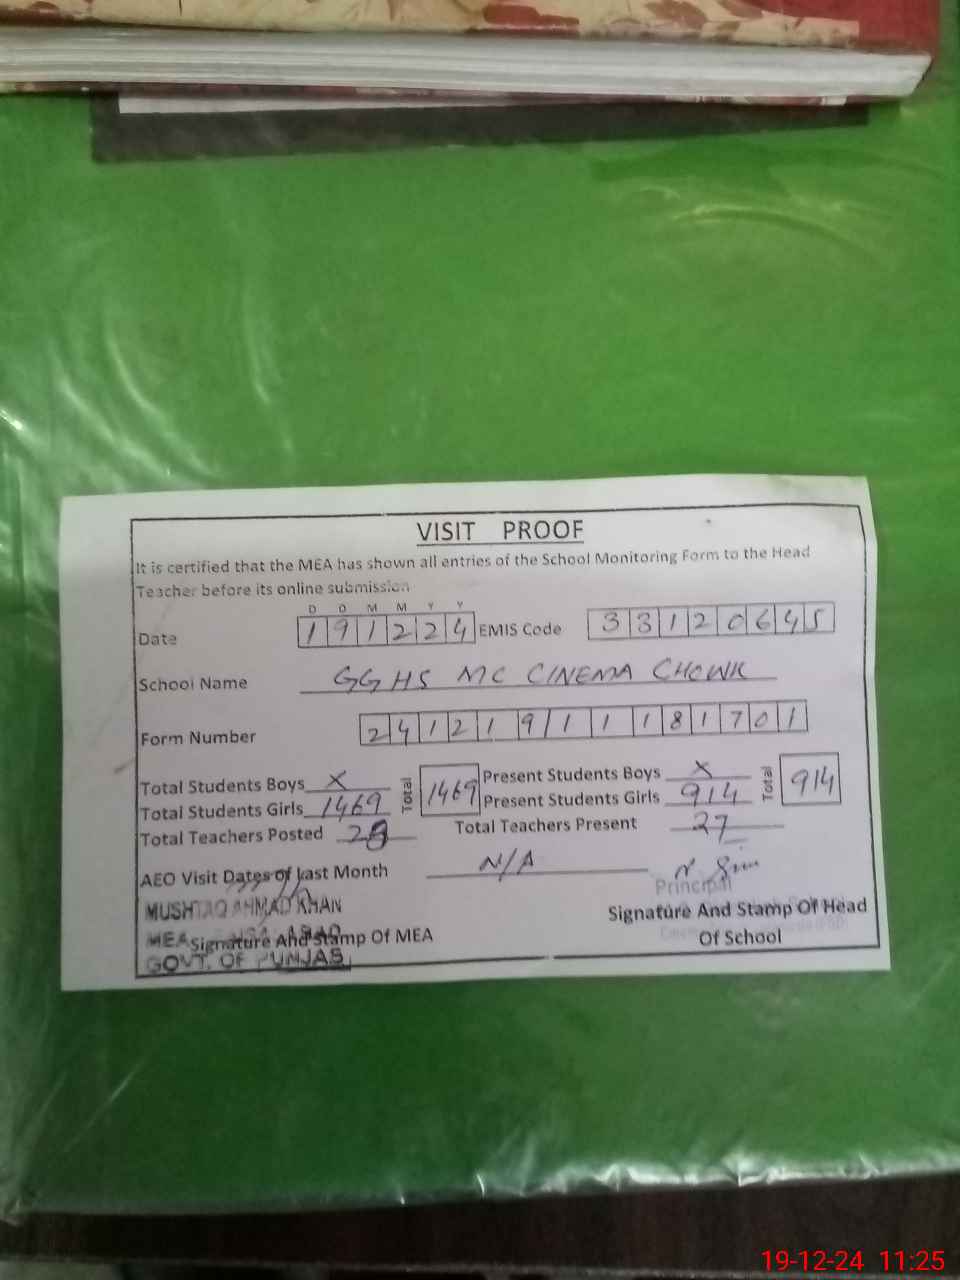 VISIT PROOF
It is certified that the MEA has shown all entries of the School Monitoring Form to the Head
Teacher before its online submission
D D M M Y Y
Date 1 9 1 2 2 4 EMIS Code 3 3 1 2 0 6 4 5
School Name GGHS MC CINEMA CHOWK
Form Number 2 4 1 2 1 9 1 1 1 1 8 1 7 0 1
Total Students Boys X Total 1469 Present Students Boys X Total 914
Total Students Girls 1469 Present Students Girls 914
Total Teachers Posted 28 Total Teachers Present 27
AEO Visit Dates of Last Month N/A
Principal
MUSHTAQ AHMAD KHAN
Signature And Stamp Of Head
Of School
MEA
Signature And Stamp Of MEA
GOVT. OF PUNJAB
19-12-24 11:25